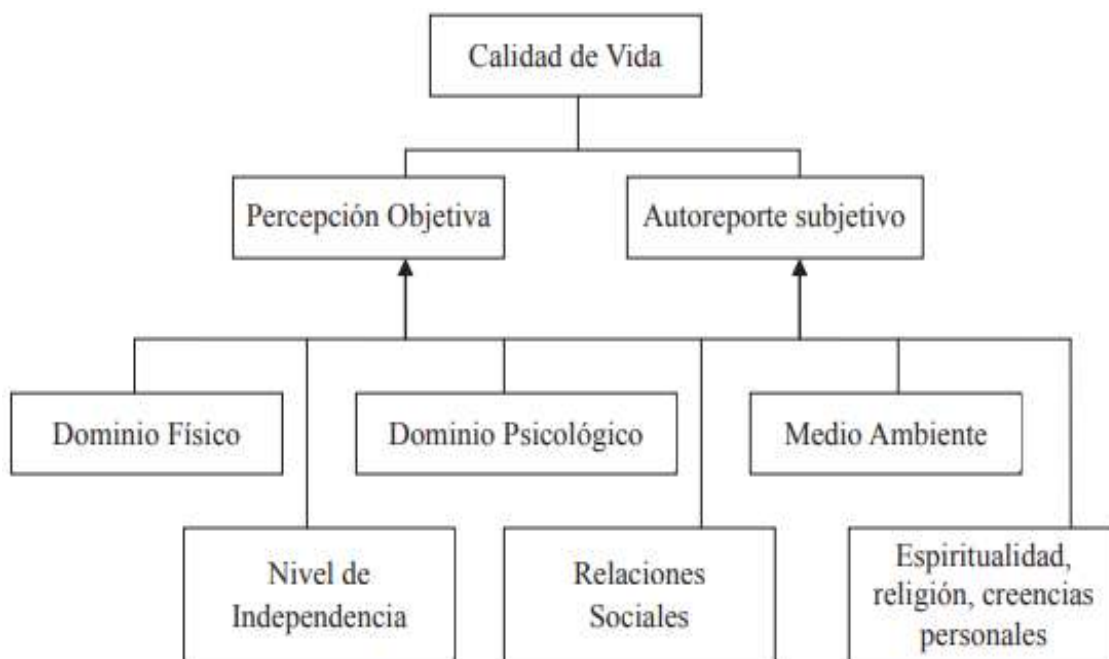 Calidad de Vida
Percepción Objetiva
Autoreporte subjetivo
Dominio Físico
Dominio Psicológico
Medio Ambiente
Nivel de
Independencia
Relaciones
Sociales
Espiritualidad,
religión, creencias
personales